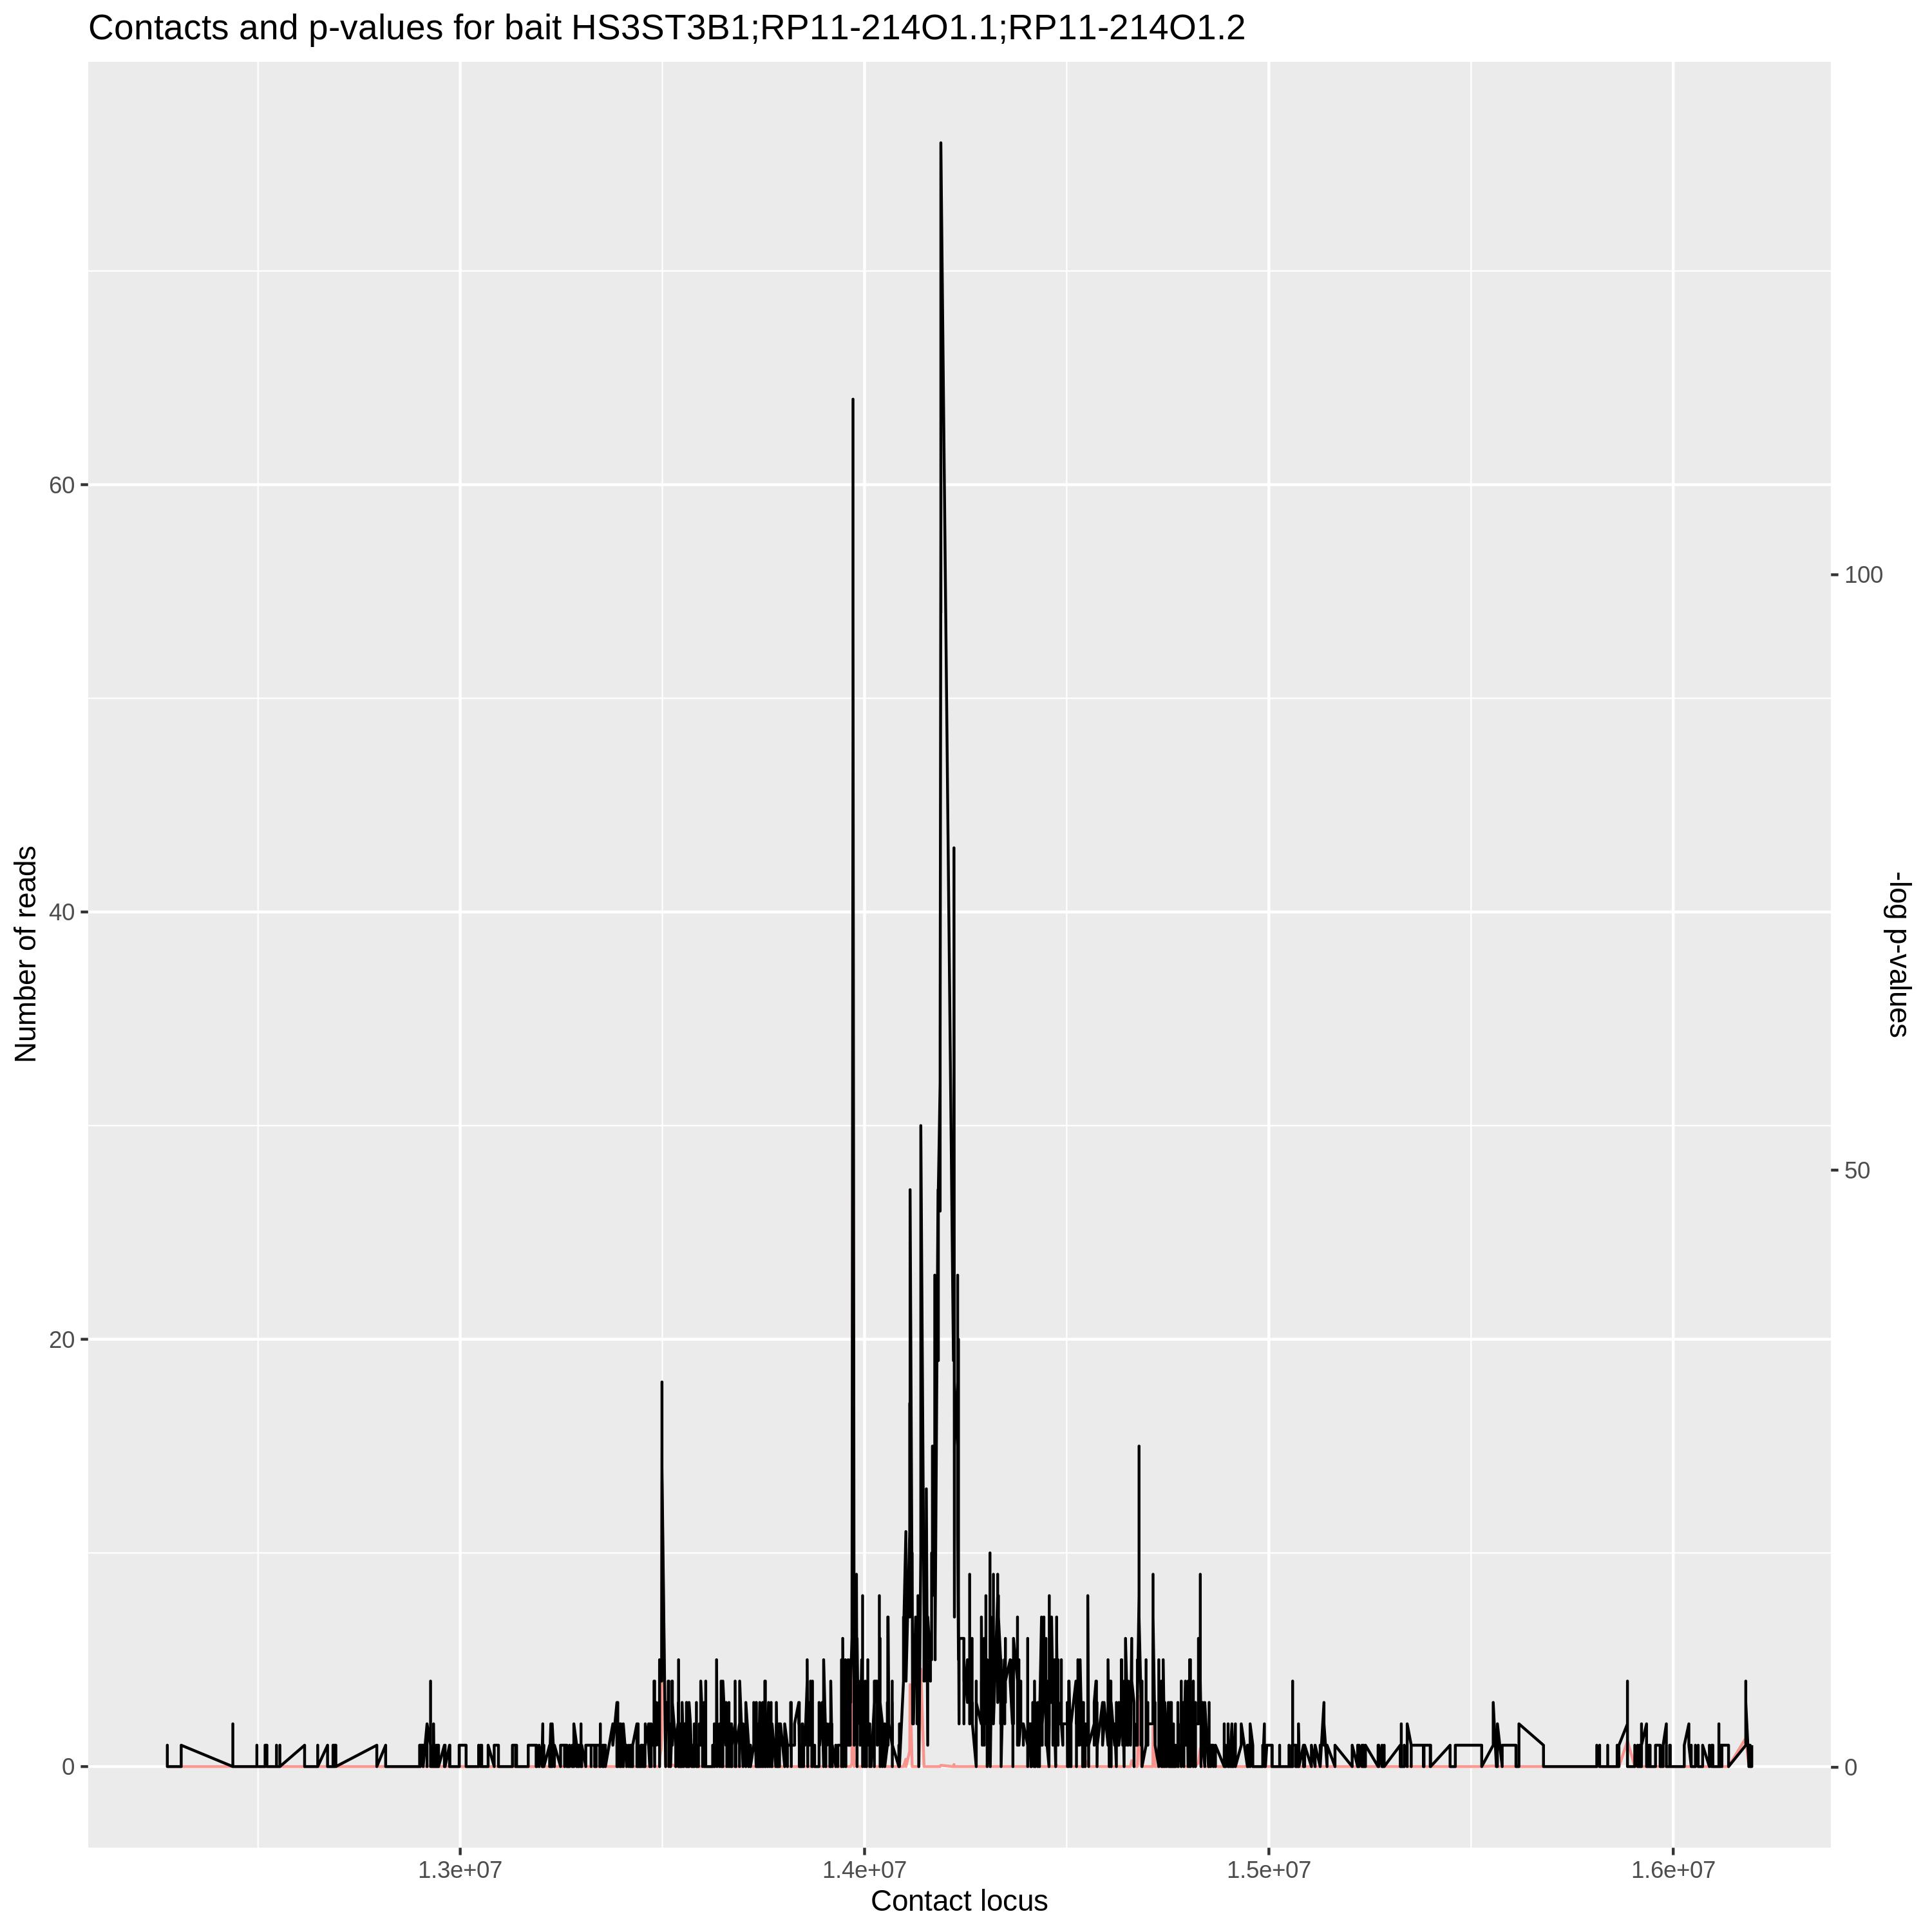 Contacts and p-values for bait HS3ST3B1;RP11-214O1.1;RP11-214O1.2
Number of reads
60
40
20
0
100
50
0
-log p-values
1.3e+07
1.4e+07
1.5e+07
1.6e+07
Contact locus